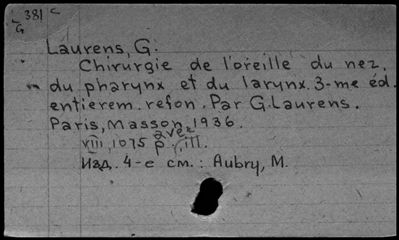 381 c
G
Laurens, G.
Chirurgie de l'oreille du nez,
du pharynx et du larynx. 3-me éd.
entierem. refon. Par G. Laurens.
Paris, Masson, 1936.
VIII, 1075 p. avec ill.
Изд. 4-е см.: Aubry, M.